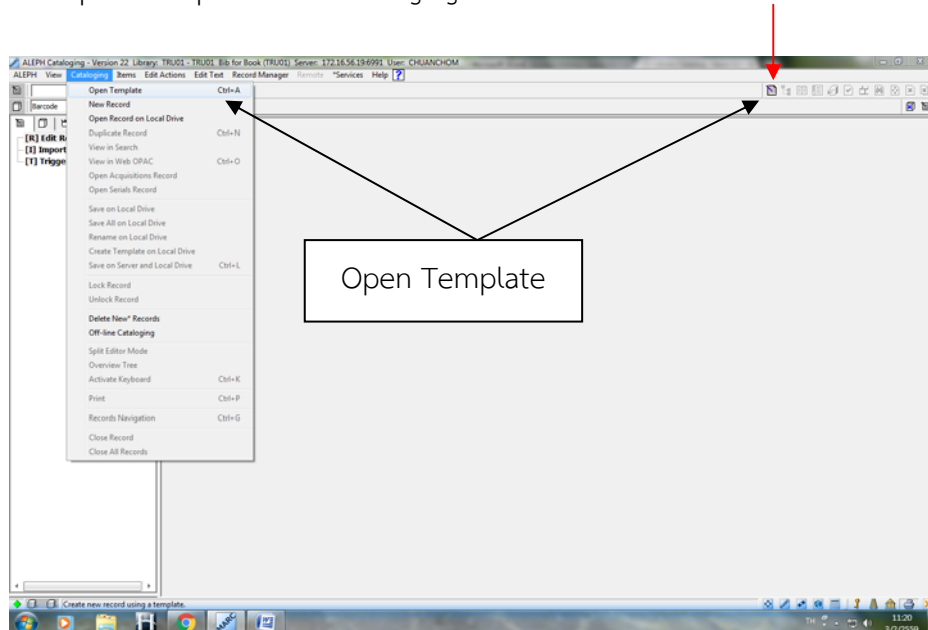 ALEPH Cataloging - Version 22 Library: TRU01 - TRU01 Bib for Book (TRU01) Server: 172.16.56.19:6991 User: CHUANCHOM
ALEPH View Cataloging Items Edit Actions Edit Text Record Manager Remote *Services Help ?
Open Template Ctrl+A
New Record
Barcode
Open Record on Local Drive
[R] Edit R
Duplicate Record Ctrl+N
[I] Import
View in Search
[T] Trigge
View in Web OPAC Ctrl+O
Open Acquisitions Record
Open Serials Record
Save on Local Drive
Save All on Local Drive
Rename on Local Drive
Create Template on Local Drive
Save on Server and Local Drive Ctrl+L
Lock Record
Unlock Record
Delete New* Records
Off-line Cataloging
Split Editor Mode
Overview Tree
Activate Keyboard Ctrl+K
Print Ctrl+P
Records Navigation Ctrl+G
Close Record
Close All Records
Open Template
Create new record using a template.
TH 11:20
3/2/2559